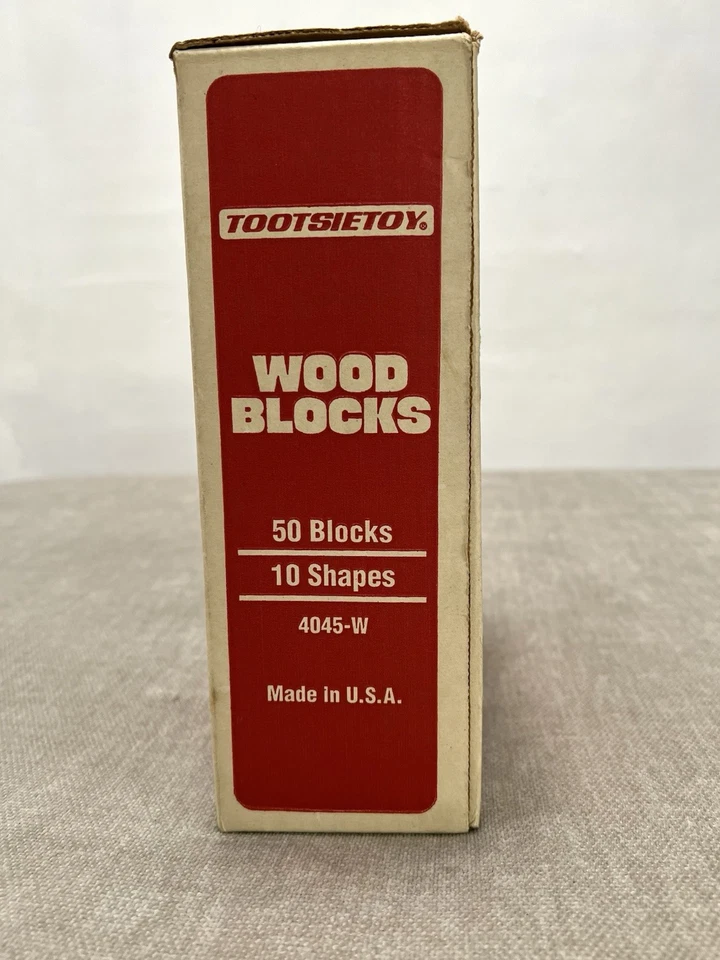 TOOTSIETOY®
WOOD
BLOCKS
50 Blocks
10 Shapes
4045-W
Made in U.S.A.